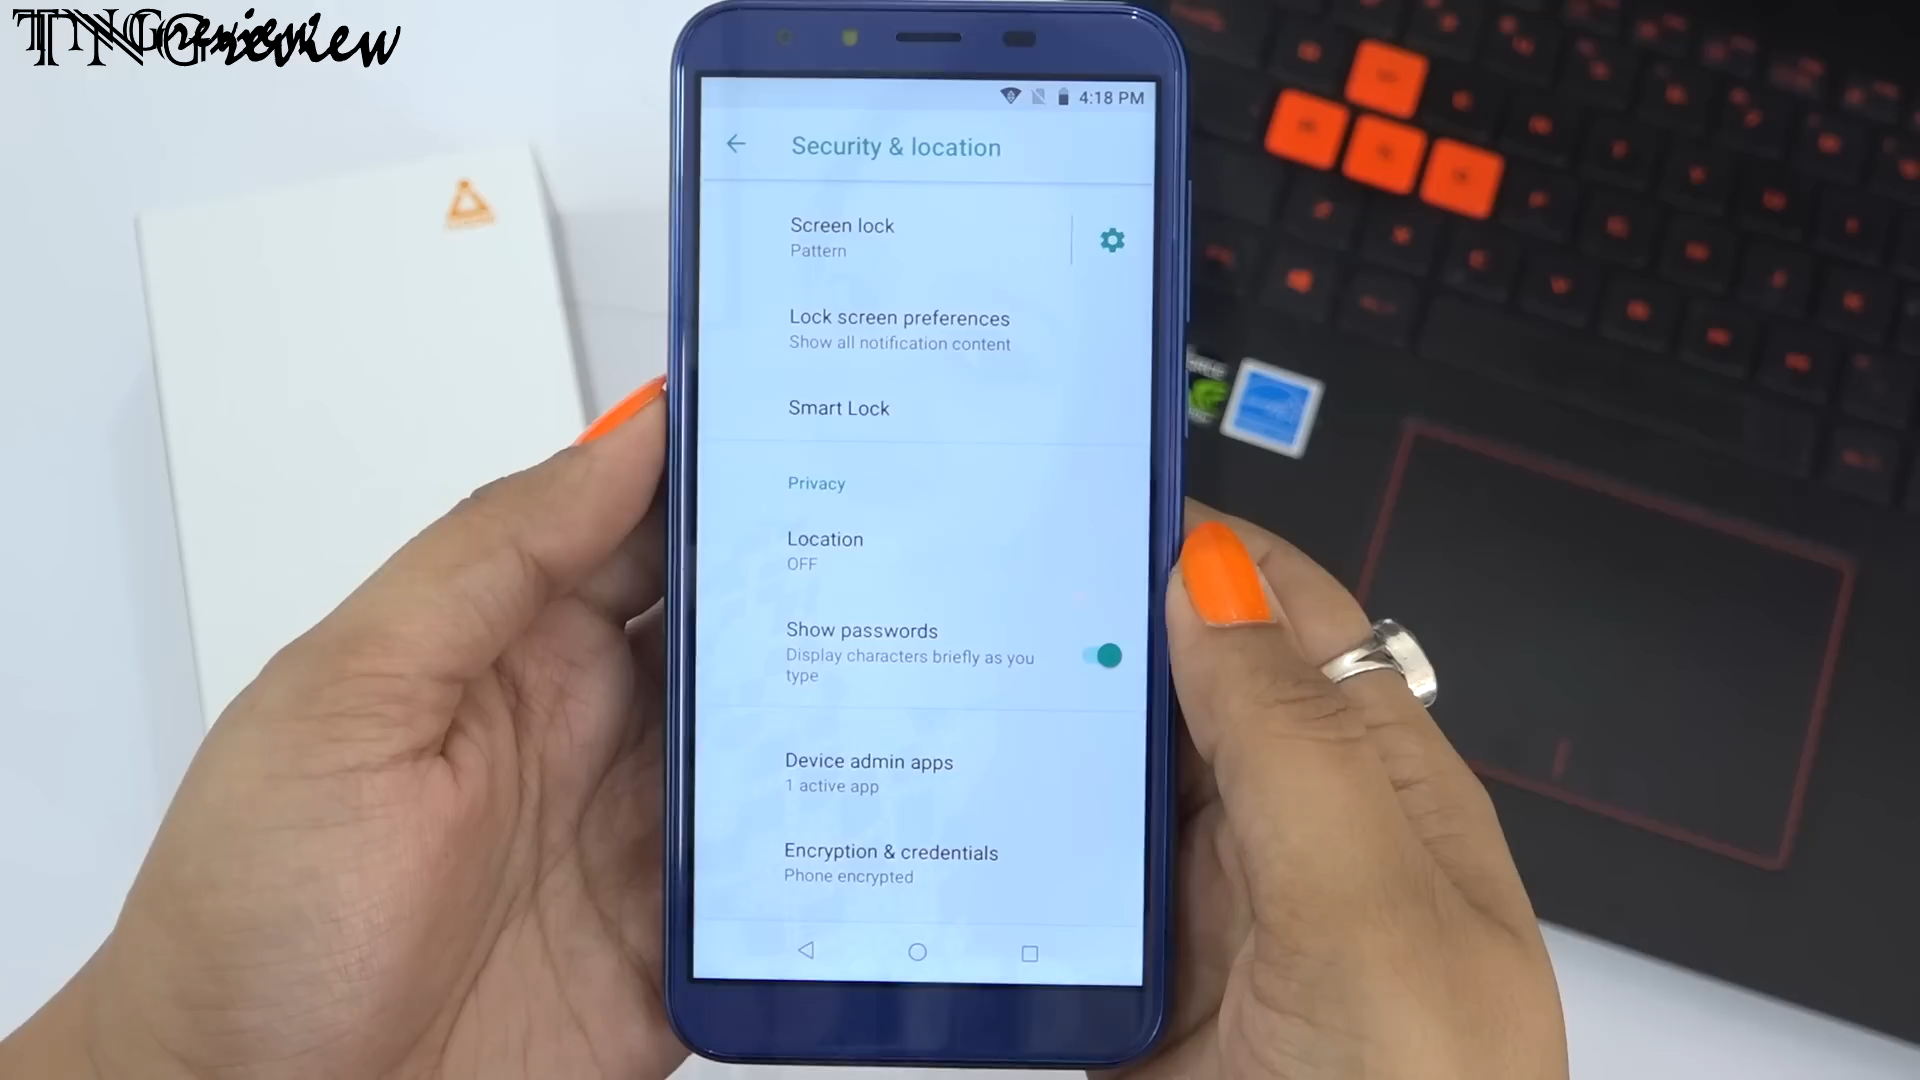 TNG review
4:18 PM
Security & location
Screen lock
Pattern
Lock screen preferences
Show all notification content
Smart Lock
Privacy
Location
OFF
Show passwords
Display characters briefly as you
type
Device admin apps
1 active app
Encryption & credentials
Phone encrypted